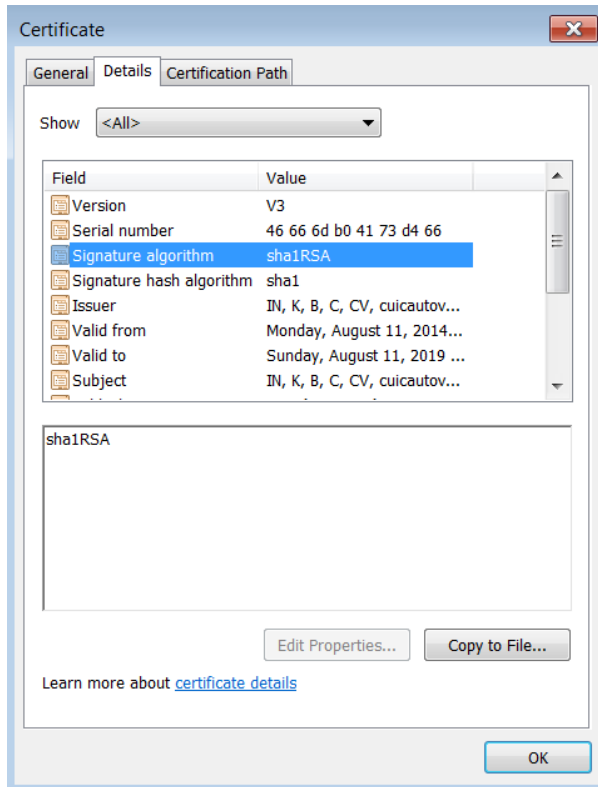 Certificate
General Details Certification Path
Show <All>
Field Value
Version V3
Serial number 46 66 6d b0 41 73 d4 66
Signature algorithm sha1RSA
Signature hash algorithm sha1
Issuer IN, K, B, C, CV, cuicautov...
Valid from Monday, August 11, 2014...
Valid to Sunday, August 11, 2019 ...
Subject IN, K, B, C, CV, cuicautov...
sha1RSA
Edit Properties... Copy to File...
Learn more about certificate details
OK